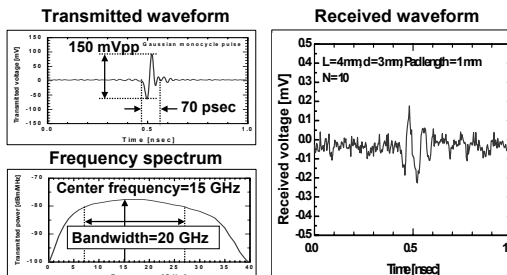 Transmitted waveform
Transmitted voltage [mV]
150
100
50
0
-50
-100
-150
Gaussian monocycle pulse
150 mVpp
70 psec
0.0
0.5
1.0
Time [nsec]
Frequency spectrum
Transmitted power [dBm/MHz]
-70
-80
-90
-100
Center frequency=15 GHz
Bandwidth=20 GHz
0 5 10 15 20 25 30 35 40
Received waveform
Received voltage [mV]
0.5
0.4
0.3
0.2
0.1
0.0
-0.1
-0.2
-0.3
-0.4
-0.5
L=4mm, d=3mm, Pad length=1mm
N=10
0.0
0.5
1.0
Time[nsec]